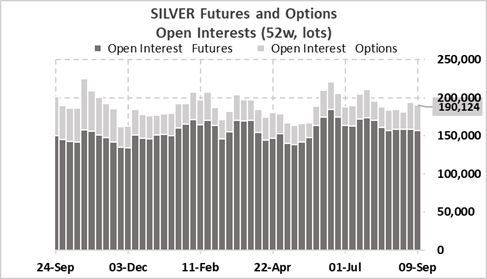 SILVER Futures and Options
Open Interests (52w, lots)
Open Interest Futures Open Interest Options
250,000
200,000
190,124
150,000
100,000
50,000
0
24-Sep 03-Dec 11-Feb 22-Apr 01-Jul 09-Sep